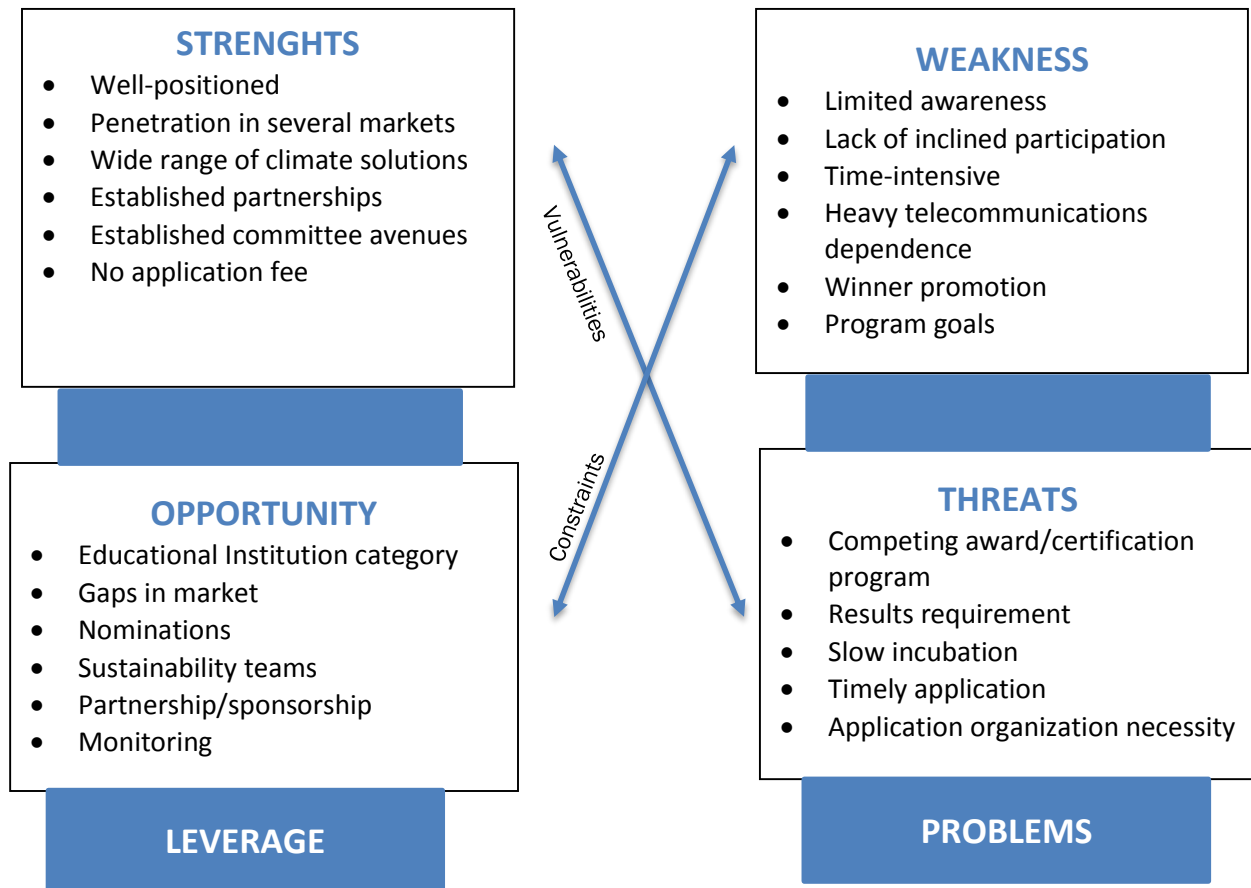 STRENGHTS
• Well-positioned
• Penetration in several markets
• Wide range of climate solutions
• Established partnerships
• Established committee avenues
• No application fee
WEAKNESS
• Limited awareness
• Lack of inclined participation
• Time-intensive
• Heavy telecommunications
dependence
• Winner promotion
• Program goals
Vulnerabilities
Constraints
OPPORTUNITY
• Educational Institution category
• Gaps in market
• Nominations
• Sustainability teams
• Partnership/sponsorship
• Monitoring
THREATS
• Competing award/certification
program
• Results requirement
• Slow incubation
• Timely application
• Application organization necessity
LEVERAGE
PROBLEMS